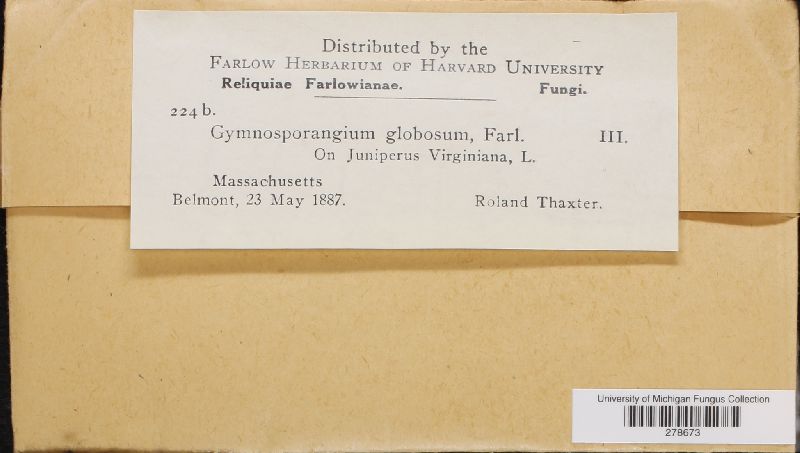 Distributed by the
Farlow Herbarium of Harvard University
Reliquiae Farlowianae. Fungi.
224 b.
Gymnosporangium globosum, Farl. III.
On Juniperus Virginiana, L.
Massachusetts
Belmont, 23 May 1887. Roland Thaxter.
University of Michigan Fungus Collection
278673